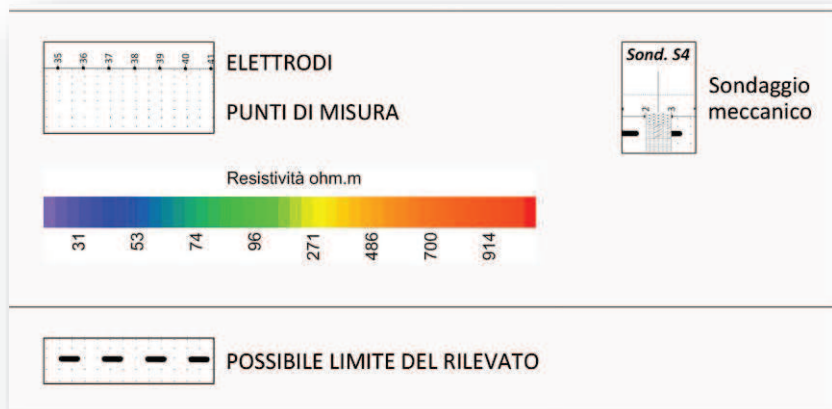 35 36 37 38 39 40 41
ELETTRODI
PUNTI DI MISURA
Sond. S4
2 3
Sondaggio
meccanico
Resistività ohm.m
31 53 74 96 271 486 700 914
POSSIBILE LIMITE DEL RILEVATO